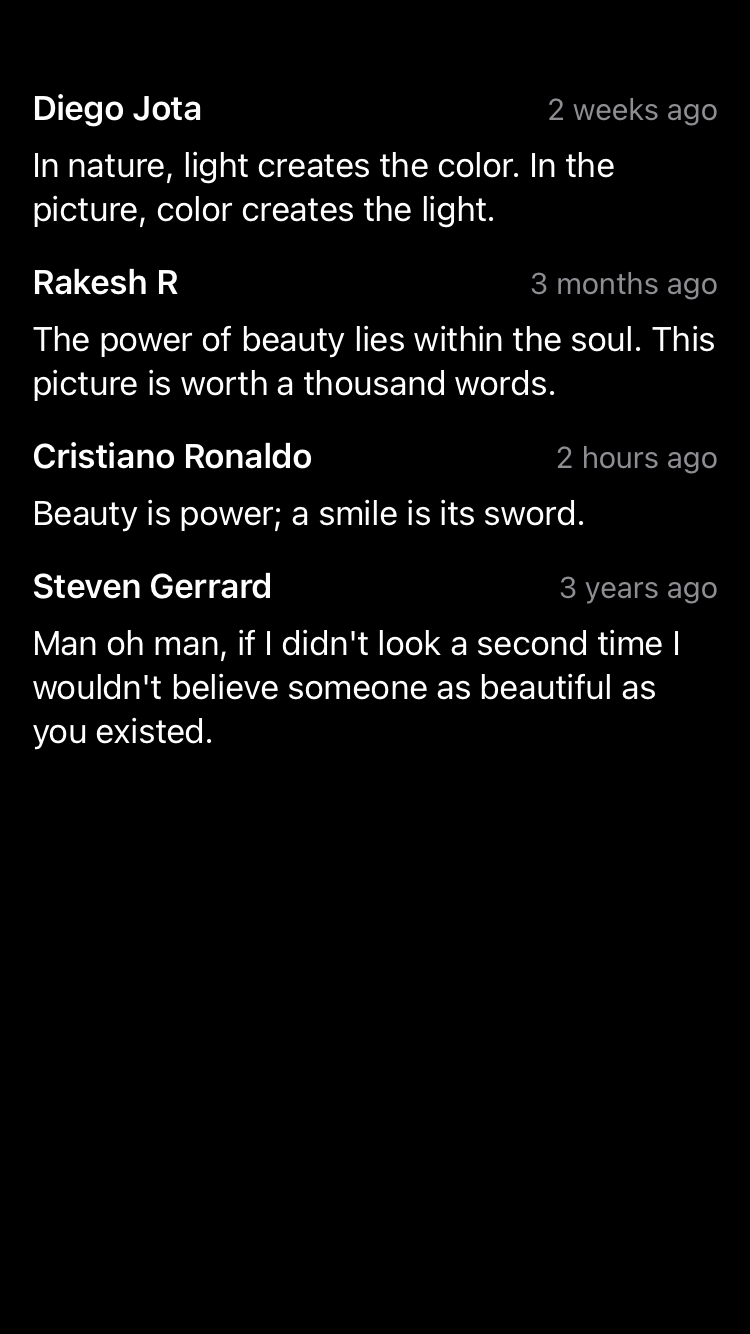 Diego Jota 2 weeks ago
In nature, light creates the color. In the
picture, color creates the light.
Rakesh R 3 months ago
The power of beauty lies within the soul. This
picture is worth a thousand words.
Cristiano Ronaldo 2 hours ago
Beauty is power; a smile is its sword.
Steven Gerrard 3 years ago
Man oh man, if I didn't look a second time I
wouldn't believe someone as beautiful as
you existed.